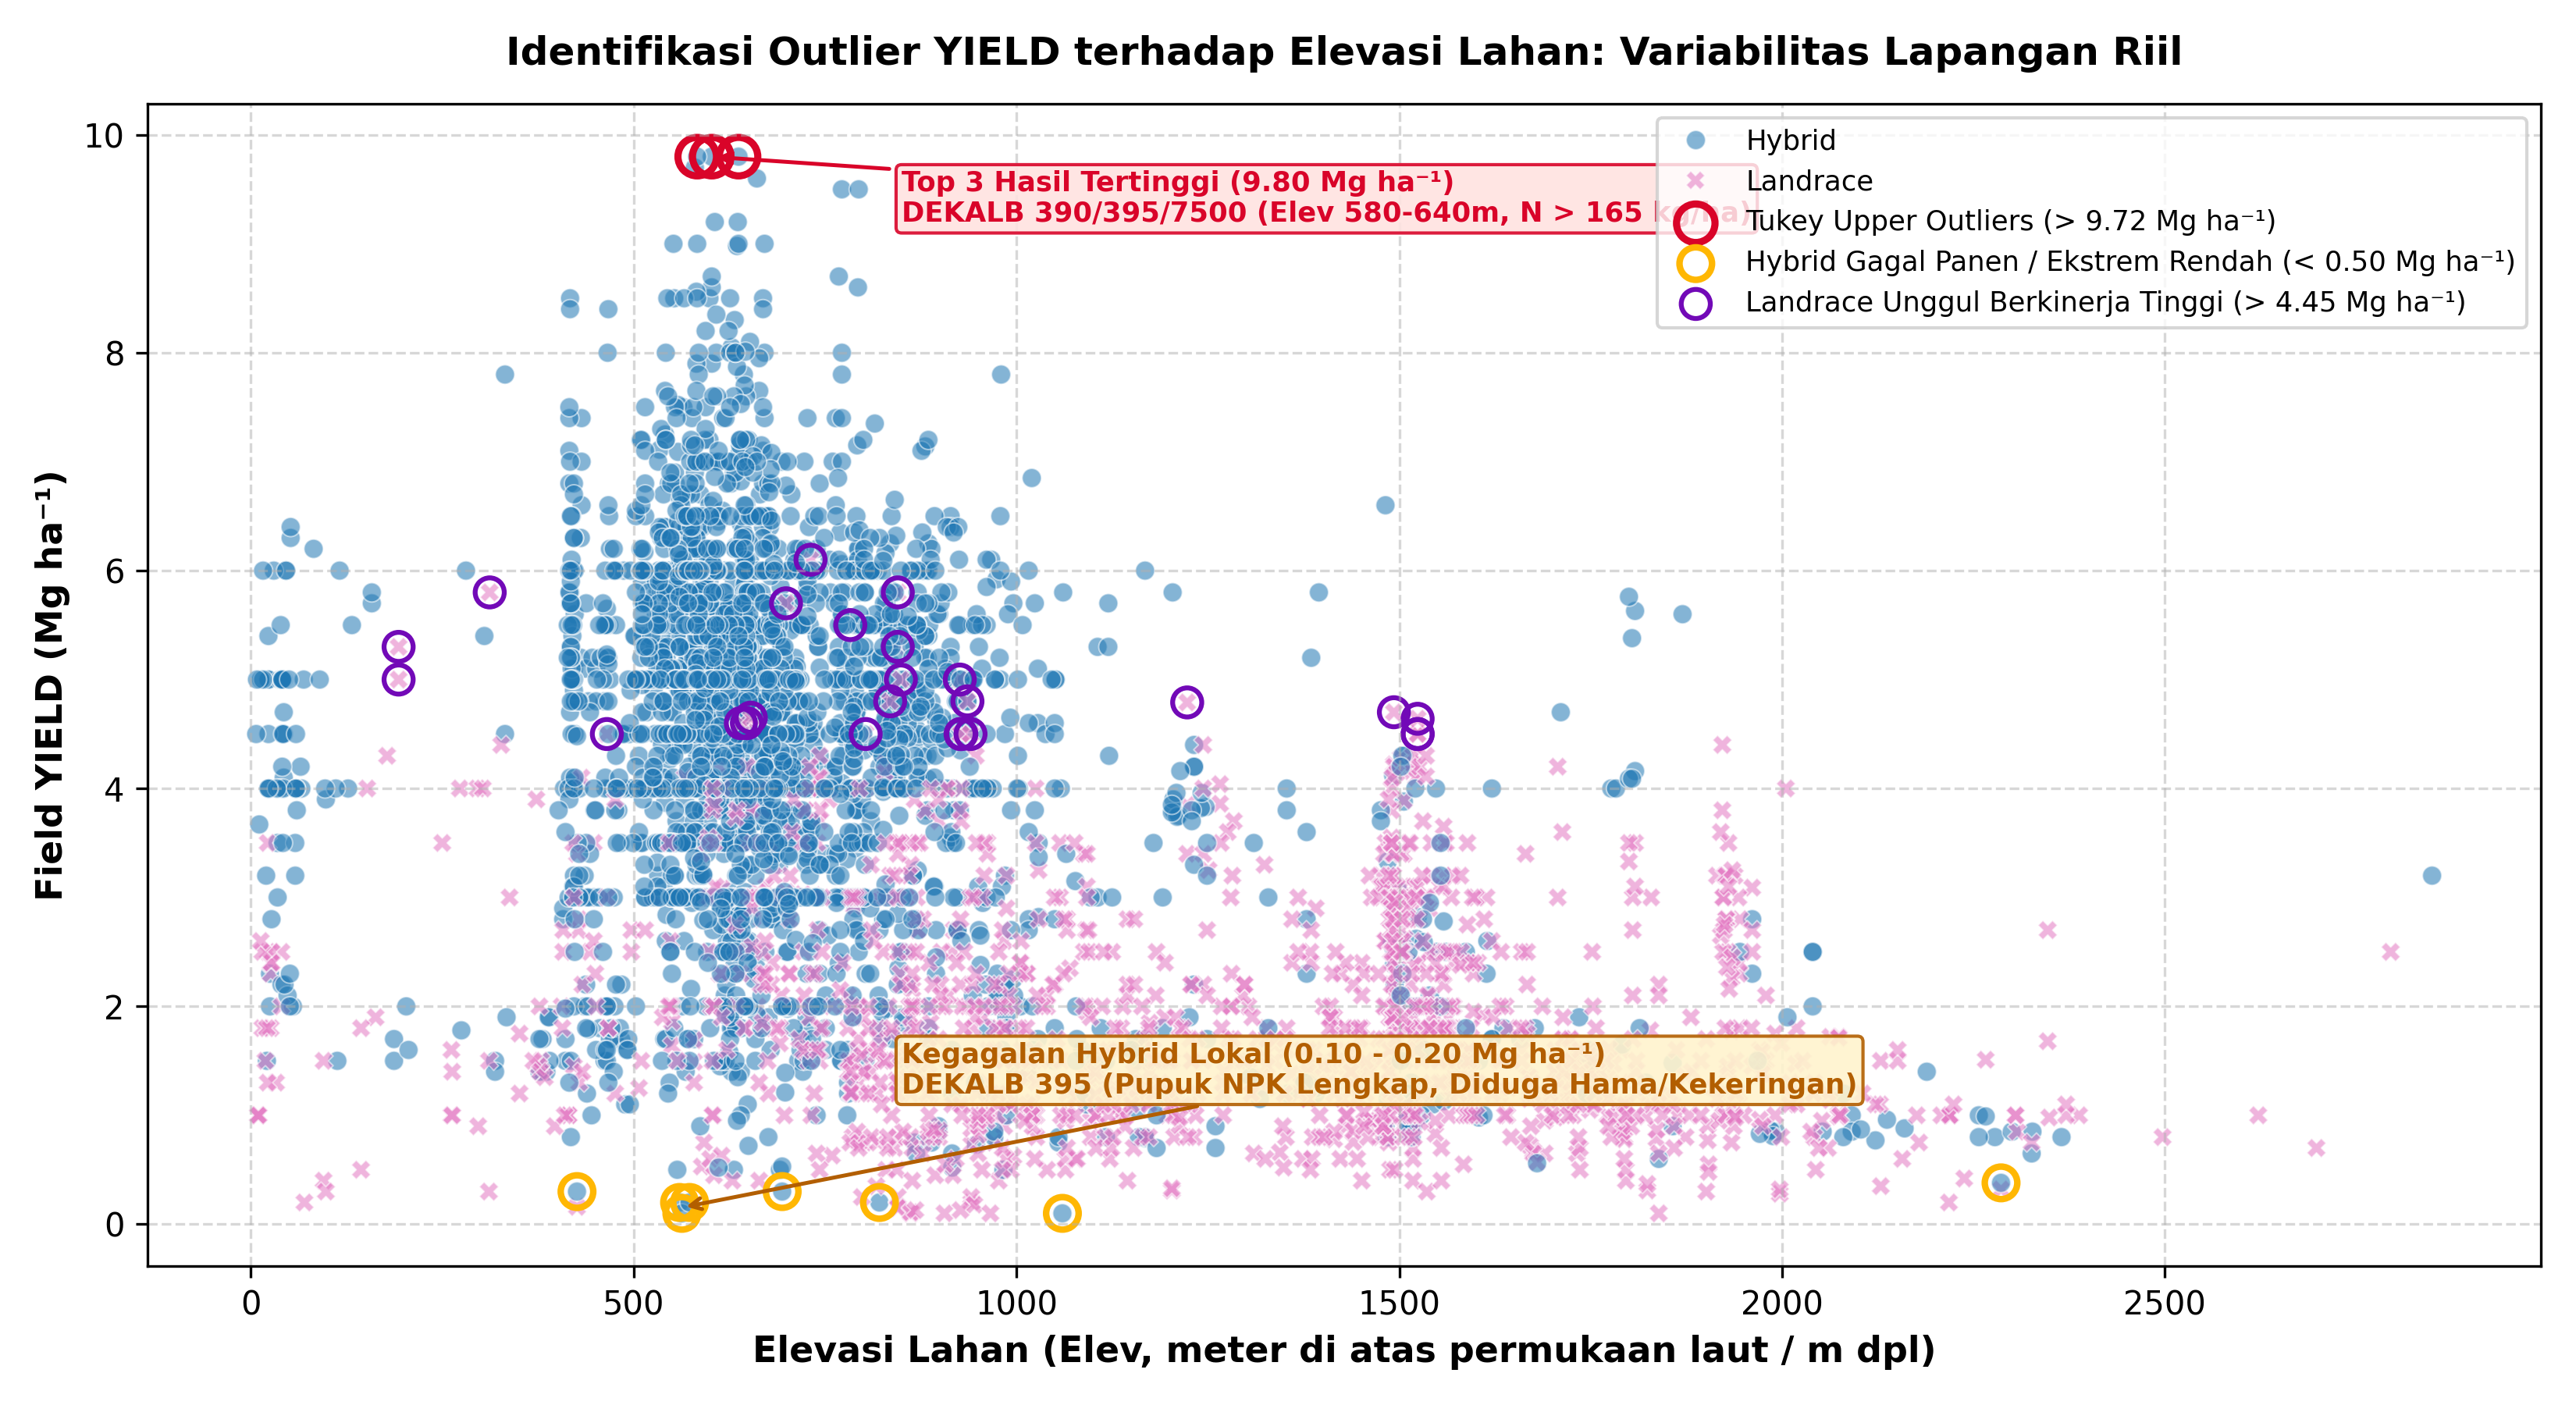 Identifikasi Outlier YIELD terhadap Elevasi Lahan: Variabilitas Lapangan Riil
Field YIELD (Mg ha⁻¹)
10
8
6
4
2
0
Top 3 Hasil Tertinggi (9.80 Mg ha⁻¹)
DEKALB 390/395/7500 (Elev 580-640m, N > 165 kg/ha)
Hybrid
Landrace
Tukey Upper Outliers (> 9.72 Mg ha⁻¹)
Hybrid Gagal Panen / Ekstrem Rendah (< 0.50 Mg ha⁻¹)
Landrace Unggul Berkinerja Tinggi (> 4.45 Mg ha⁻¹)
Kegagalan Hybrid Lokal (0.10 - 0.20 Mg ha⁻¹)
DEKALB 395 (Pupuk NPK Lengkap, Diduga Hama/Kekeringan)
0
500
1000
1500
2000
2500
Elevasi Lahan (Elev, meter di atas permukaan laut / m dpl)